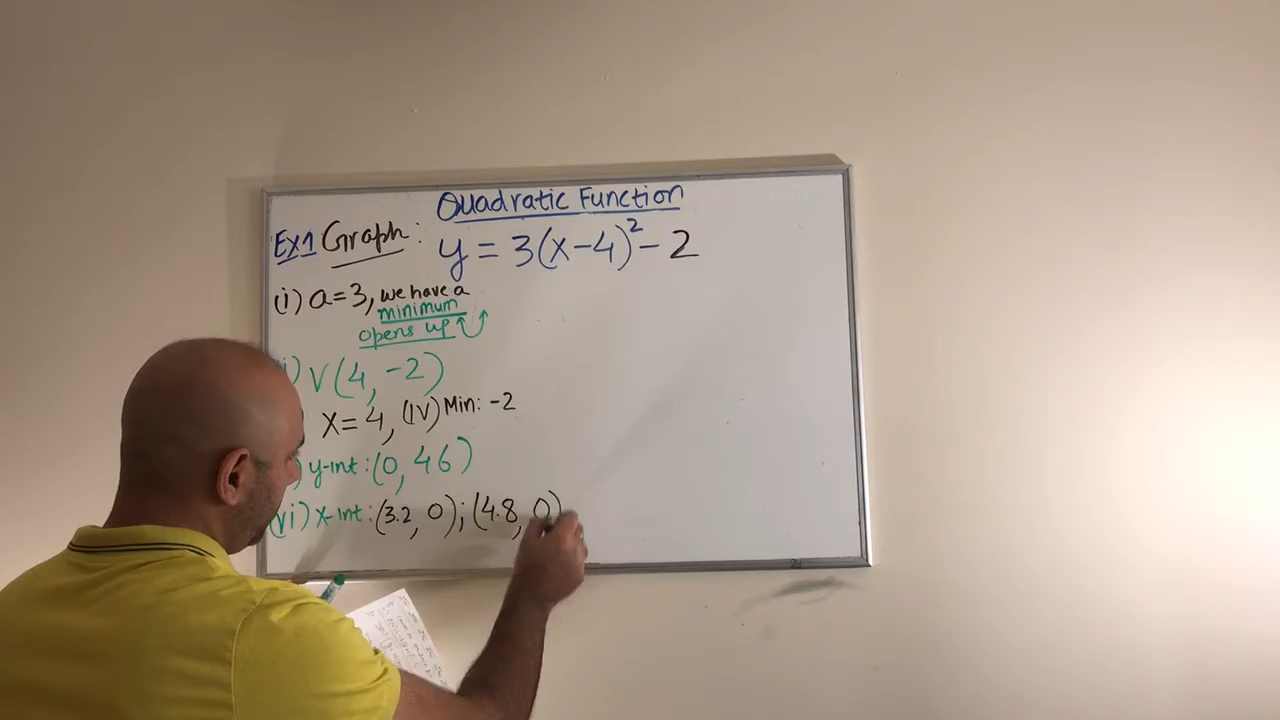 Quadratic Function
Ex1 Graph: y = 3(x-4)² - 2
(i) a=3, we have a
minimum
opens up
V(4, -2)
x=4, (IV) Min: -2
y-int: (0, 46)
(vi) x-int: (3.2, 0); (4.8, 0)